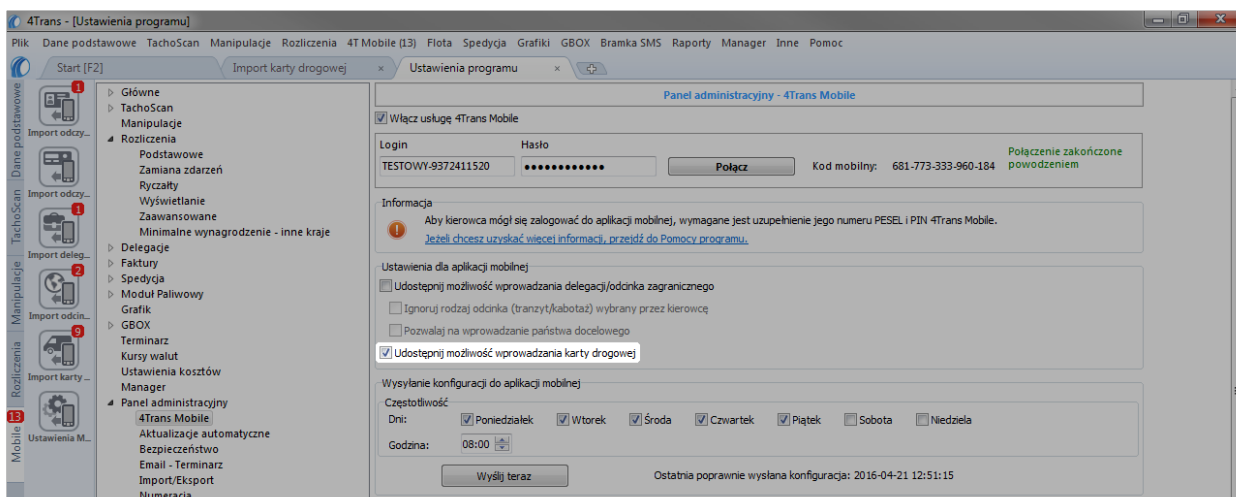 4Trans - [Ustawienia programu]
Plik Dane podstawowe TachoScan Manipulacje Rozliczenia 4T Mobile (13) Flota Spedycja Grafiki GBOX Bramka SMS Raporty Manager Inne Pomoc
Start [F2] Import karty drogowej × Ustawienia programu ×
Dane podstawowe
TachoScan
Manipulacje
Rozliczenia
13
Mobile
1
Import odczy...
Import odczy...
1
Import deleg...
2
Import odcin...
9
Import karty ...
Ustawienia M...
Główne
TachoScan
Manipulacje
Rozliczenia
Podstawowe
Zamiana zdarzeń
Ryczałty
Wyświetlanie
Zaawansowane
Minimalne wynagrodzenie - inne kraje
Delegacje
Faktury
Spedycja
Moduł Paliwowy
Grafik
GBOX
Terminarz
Kursy walut
Ustawienia kosztów
Manager
Panel administracyjny
4Trans Mobile
Aktualizacje automatyczne
Bezpieczeństwo
Email - Terminarz
Import/Eksport
Numeracja
Panel administracyjny - 4Trans Mobile
Włącz usługę 4Trans Mobile
Login Hasło
TESTOWY-9372411520 •••••••••••• Połącz Kod mobilny: 681-773-333-960-184 Połączenie zakończone
powodzeniem
Informacja
Aby kierowca mógł się zalogować do aplikacji mobilnej, wymagane jest uzupełnienie jego numeru PESEL i PIN 4Trans Mobile.
Jeżeli chcesz uzyskać więcej informacji, przejdź do Pomocy programu.
Ustawienia dla aplikacji mobilnej
Udostępnij możliwość wprowadzania delegacji/odcinka zagranicznego
Ignoruj rodzaj odcinka (tranzyt/kabotaż) wybrany przez kierowcę
Pozwalaj na wprowadzanie państwa docelowego
Udostępnij możliwość wprowadzania karty drogowej
Wysyłanie konfiguracji do aplikacji mobilnej
Częstotliwość
Dni: Poniedziałek Wtorek Środa Czwartek Piątek Sobota Niedziela
Godzina: 08:00
Wyślij teraz Ostatnia poprawnie wysłana konfiguracja: 2016-04-21 12:51:15